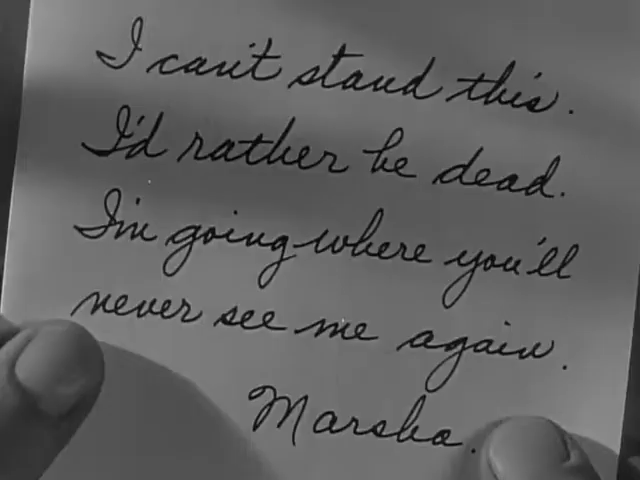 I can't stand this.
I'd rather be dead.
I'm going where you'll
never see me again.
Marsha.